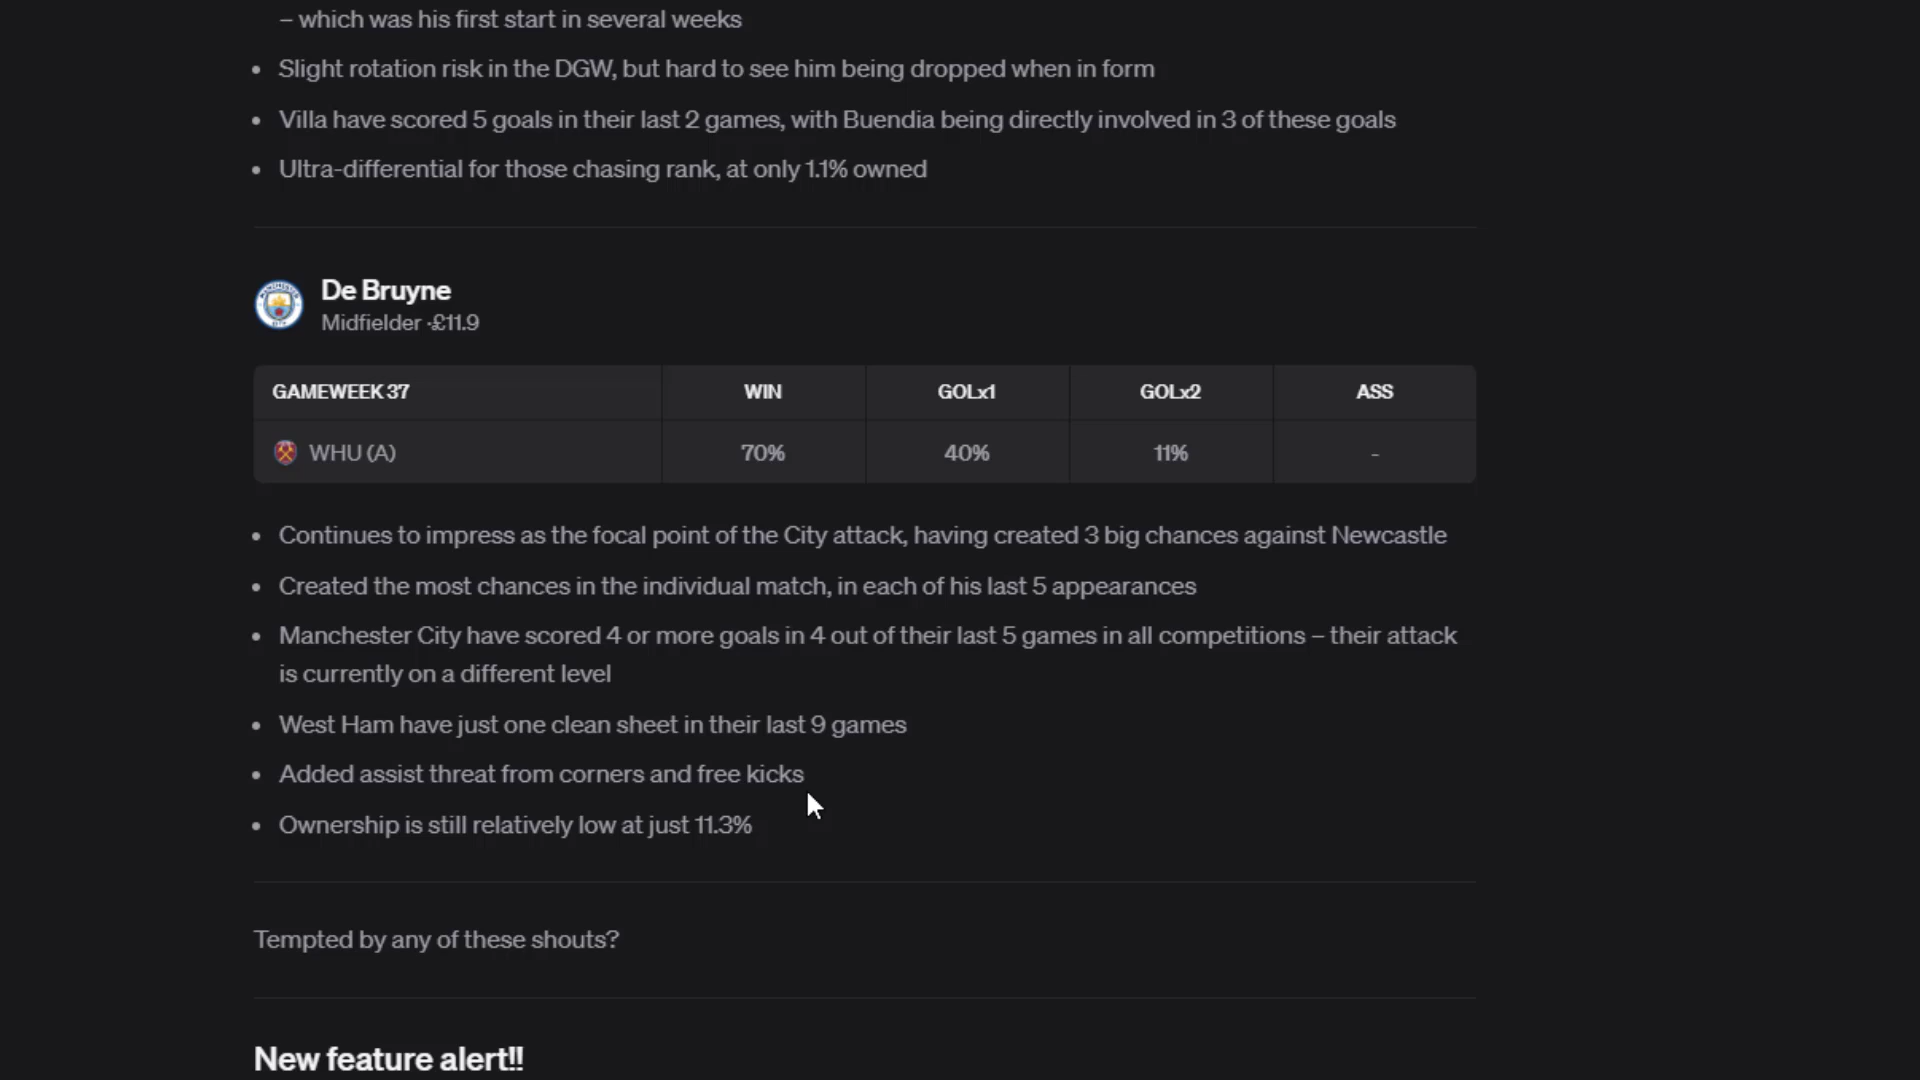 – which was his first start in several weeks
• Slight rotation risk in the DGW, but hard to see him being dropped when in form
• Villa have scored 5 goals in their last 2 games, with Buendia being directly involved in 3 of these goals
• Ultra-differential for those chasing rank, at only 1.1% owned
De Bruyne
Midfielder ·£11.9
GAMEWEEK 37 WIN GOLx1 GOLx2 ASS
WHU (A) 70% 40% 11% -
• Continues to impress as the focal point of the City attack, having created 3 big chances against Newcastle
• Created the most chances in the individual match, in each of his last 5 appearances
• Manchester City have scored 4 or more goals in 4 out of their last 5 games in all competitions – their attack
is currently on a different level
• West Ham have just one clean sheet in their last 9 games
• Added assist threat from corners and free kicks
• Ownership is still relatively low at just 11.3%
Tempted by any of these shouts?
New feature alert!!